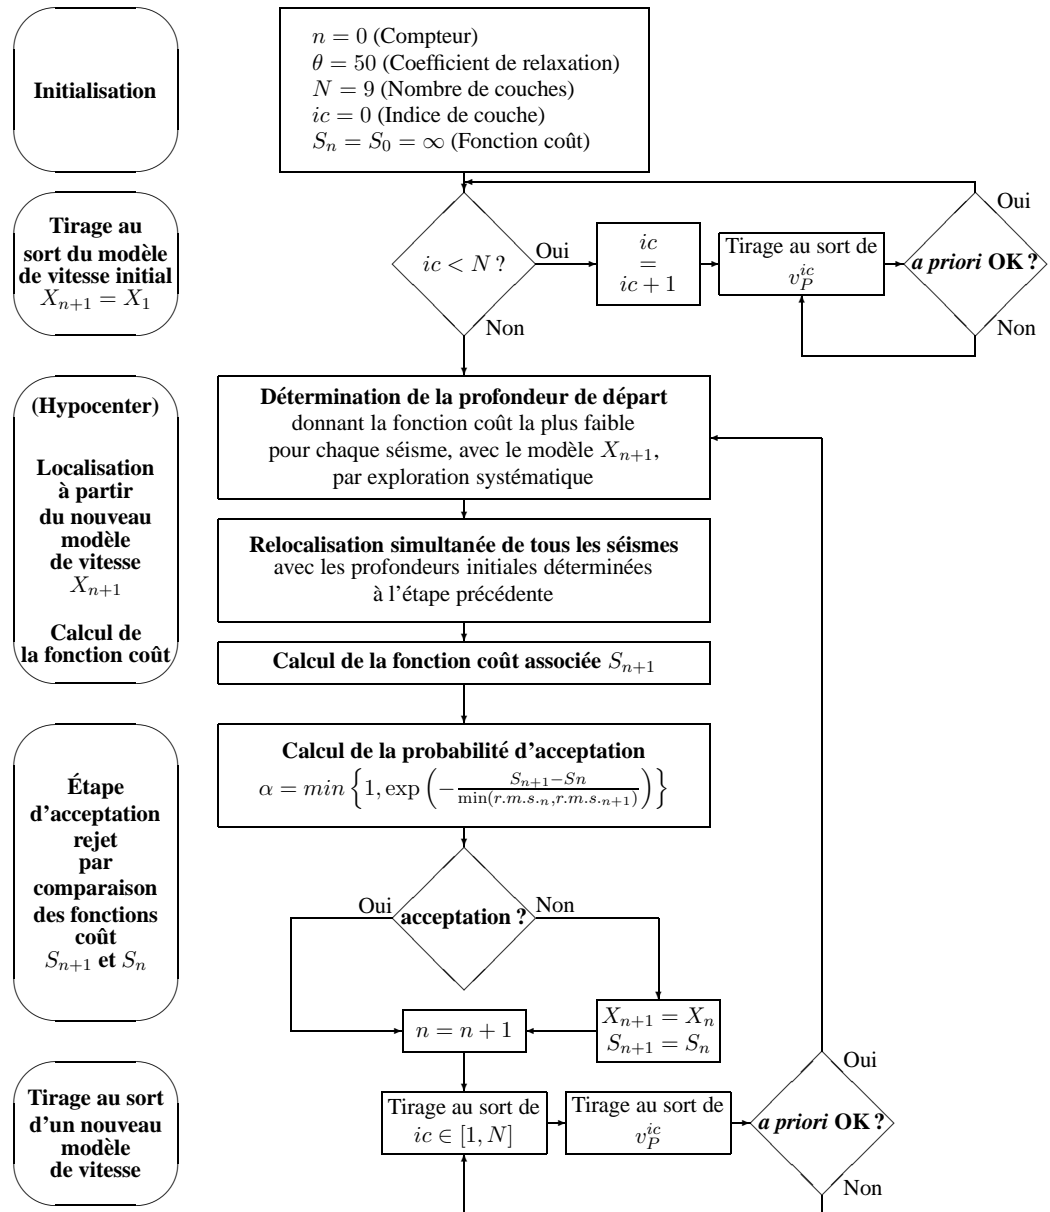 Initialisation
n = 0 (Compteur)
θ = 50 (Coefficient de relaxation)
N = 9 (Nombre de couches)
ic = 0 (Indice de couche)
S_n = S_0 = ∞ (Fonction coût)
Tirage au
sort du modèle
de vitesse initial
X_{n+1} = X_1
ic < N ?
Oui
Non
ic
=
ic + 1
Tirage au sort de
v_P^{ic}
a priori OK ?
Oui
Non
(Hypocenter)
Localisation
à partir
du nouveau
modèle
de vitesse
X_{n+1}
Calcul de
la fonction coût
Détermination de la profondeur de départ
donnant la fonction coût la plus faible
pour chaque séisme, avec le modèle X_{n+1},
par exploration systématique
Relocalisation simultanée de tous les séismes
avec les profondeurs initiales déterminées
à l'étape précédente
Calcul de la fonction coût associée S_{n+1}
Étape
d'acceptation
rejet
par
comparaison
des fonctions
coût
S_{n+1} et S_n
Calcul de la probabilité d'acceptation
α = min {1, exp (− (S_{n+1}−Sn) / min(r.m.s._n, r.m.s._{n+1}))}
acceptation ?
Oui
Non
X_{n+1} = X_n
S_{n+1} = S_n
n = n + 1
Tirage au sort
d'un nouveau
modèle
de vitesse
Tirage au sort de
ic ∈ [1, N]
Tirage au sort de
v_P^{ic}
a priori OK ?
Oui
Non